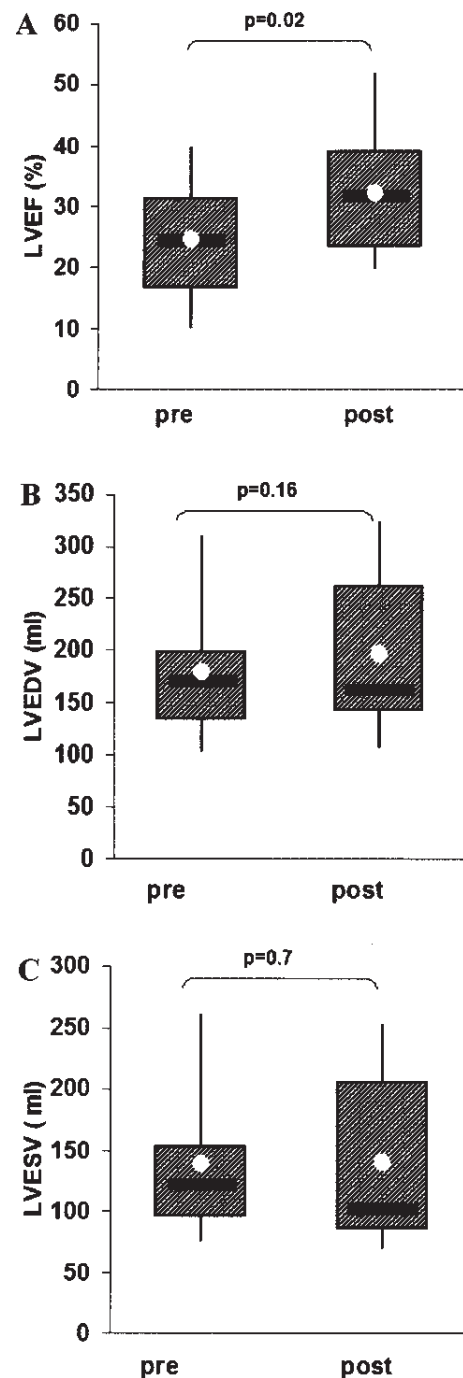 A
p=0.02
LVEF (%)
60
50
40
30
20
10
0
pre post
B
p=0.16
LVEDV (ml)
350
300
250
200
150
100
50
0
pre post
C
p=0.7
LVESV ( ml)
300
250
200
150
100
50
0
pre post